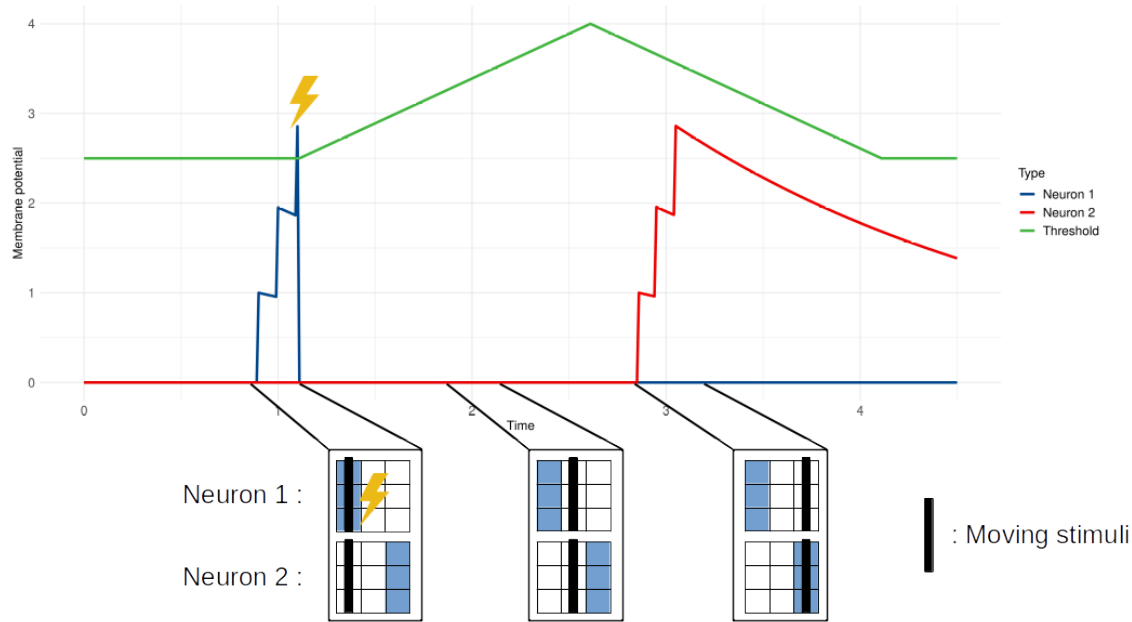 4
3
2
1
0
Membrane potential
0
1
2
3
4
Time
Type
Neuron 1
Neuron 2
Threshold
Neuron 1 :
Neuron 2 :
: Moving stimuli